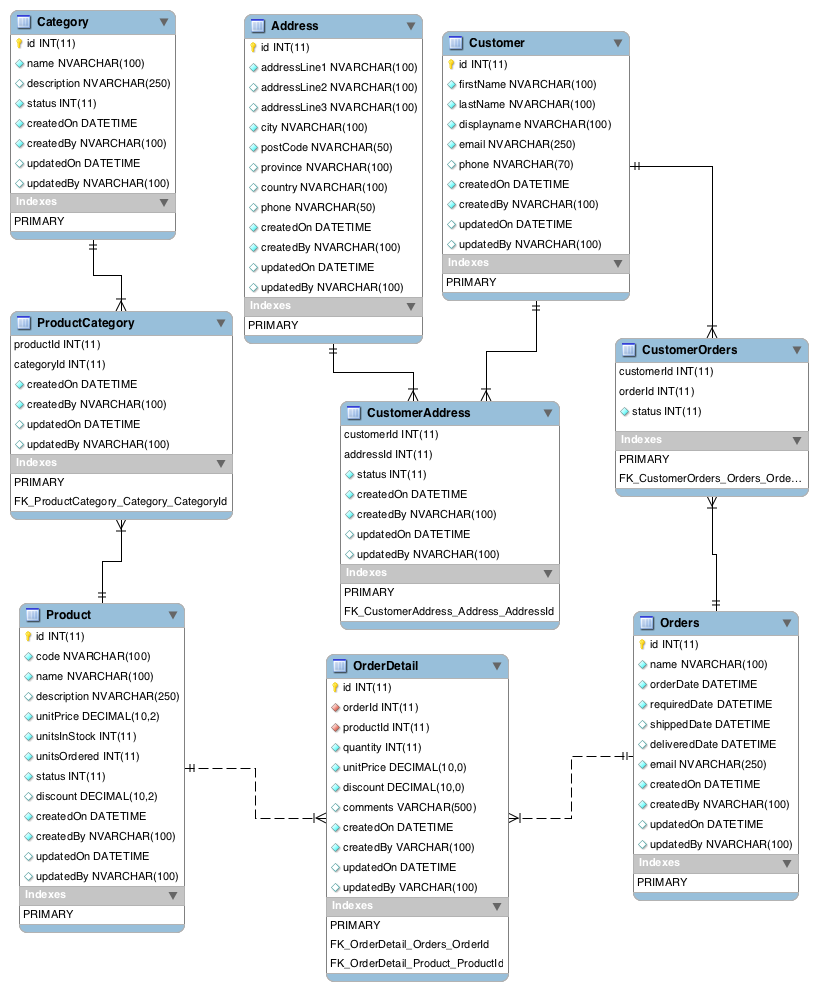 Category
id INT(11)
name NVARCHAR(100)
description NVARCHAR(250)
status INT(11)
createdOn DATETIME
createdBy NVARCHAR(100)
updatedOn DATETIME
updatedBy NVARCHAR(100)
Indexes
PRIMARY
Address
id INT(11)
addressLine1 NVARCHAR(100)
addressLine2 NVARCHAR(100)
addressLine3 NVARCHAR(100)
city NVARCHAR(100)
postCode NVARCHAR(50)
province NVARCHAR(100)
country NVARCHAR(100)
phone NVARCHAR(50)
createdOn DATETIME
createdBy NVARCHAR(100)
updatedOn DATETIME
updatedBy NVARCHAR(100)
Indexes
PRIMARY
Customer
id INT(11)
firstName NVARCHAR(100)
lastName NVARCHAR(100)
displayname NVARCHAR(100)
email NVARCHAR(250)
phone NVARCHAR(70)
createdOn DATETIME
createdBy NVARCHAR(100)
updatedOn DATETIME
updatedBy NVARCHAR(100)
Indexes
PRIMARY
ProductCategory
productId INT(11)
categoryId INT(11)
createdOn DATETIME
createdBy NVARCHAR(100)
updatedOn DATETIME
updatedBy NVARCHAR(100)
Indexes
PRIMARY
FK_ProductCategory_Category_CategoryId
CustomerAddress
customerId INT(11)
addressId INT(11)
status INT(11)
createdOn DATETIME
createdBy NVARCHAR(100)
updatedOn DATETIME
updatedBy NVARCHAR(100)
Indexes
PRIMARY
FK_CustomerAddress_Address_AddressId
CustomerOrders
customerId INT(11)
orderId INT(11)
status INT(11)
Indexes
PRIMARY
FK_CustomerOrders_Orders_Orde...
Product
id INT(11)
code NVARCHAR(100)
name NVARCHAR(100)
description NVARCHAR(250)
unitPrice DECIMAL(10,2)
unitsInStock INT(11)
unitsOrdered INT(11)
status INT(11)
discount DECIMAL(10,2)
createdOn DATETIME
createdBy NVARCHAR(100)
updatedOn DATETIME
updatedBy NVARCHAR(100)
Indexes
PRIMARY
OrderDetail
id INT(11)
orderId INT(11)
productId INT(11)
quantity INT(11)
unitPrice DECIMAL(10,0)
discount DECIMAL(10,0)
comments VARCHAR(500)
createdOn DATETIME
createdBy VARCHAR(100)
updatedOn DATETIME
updatedBy VARCHAR(100)
Indexes
PRIMARY
FK_OrderDetail_Orders_OrderId
FK_OrderDetail_Product_ProductId
Orders
id INT(11)
name NVARCHAR(100)
orderDate DATETIME
requiredDate DATETIME
shippedDate DATETIME
deliveredDate DATETIME
email NVARCHAR(250)
createdOn DATETIME
createdBy NVARCHAR(100)
updatedOn DATETIME
updatedBy NVARCHAR(100)
Indexes
PRIMARY